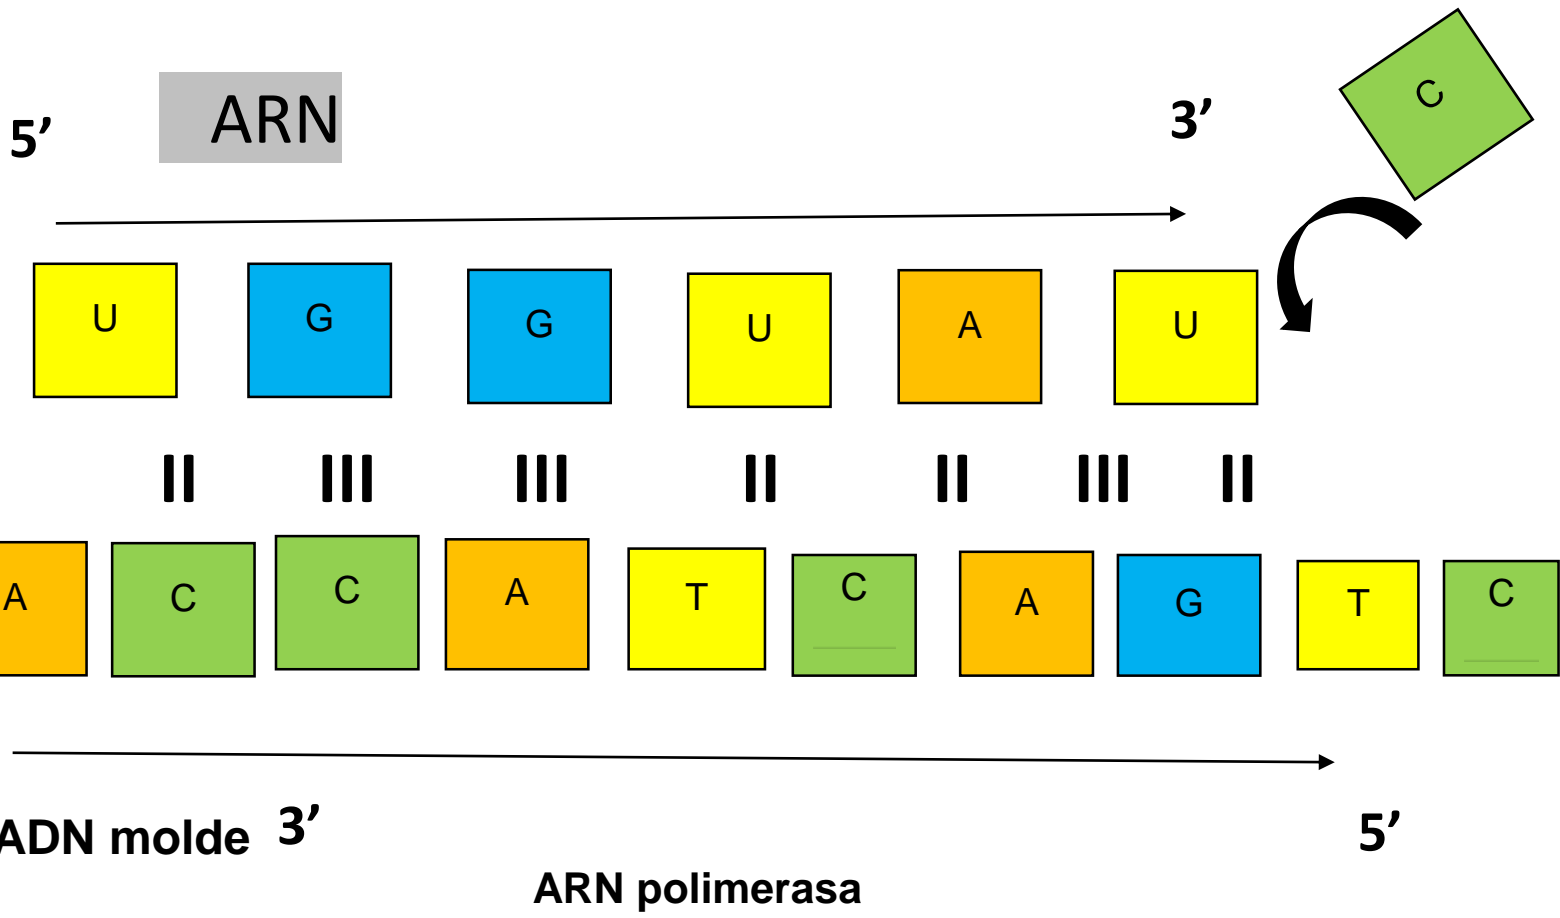 5’ ARN 3’ C
U G G U A U
II III III II II III II
A C C A T C A G T C
ADN molde 3’ 5’
ARN polimerasa